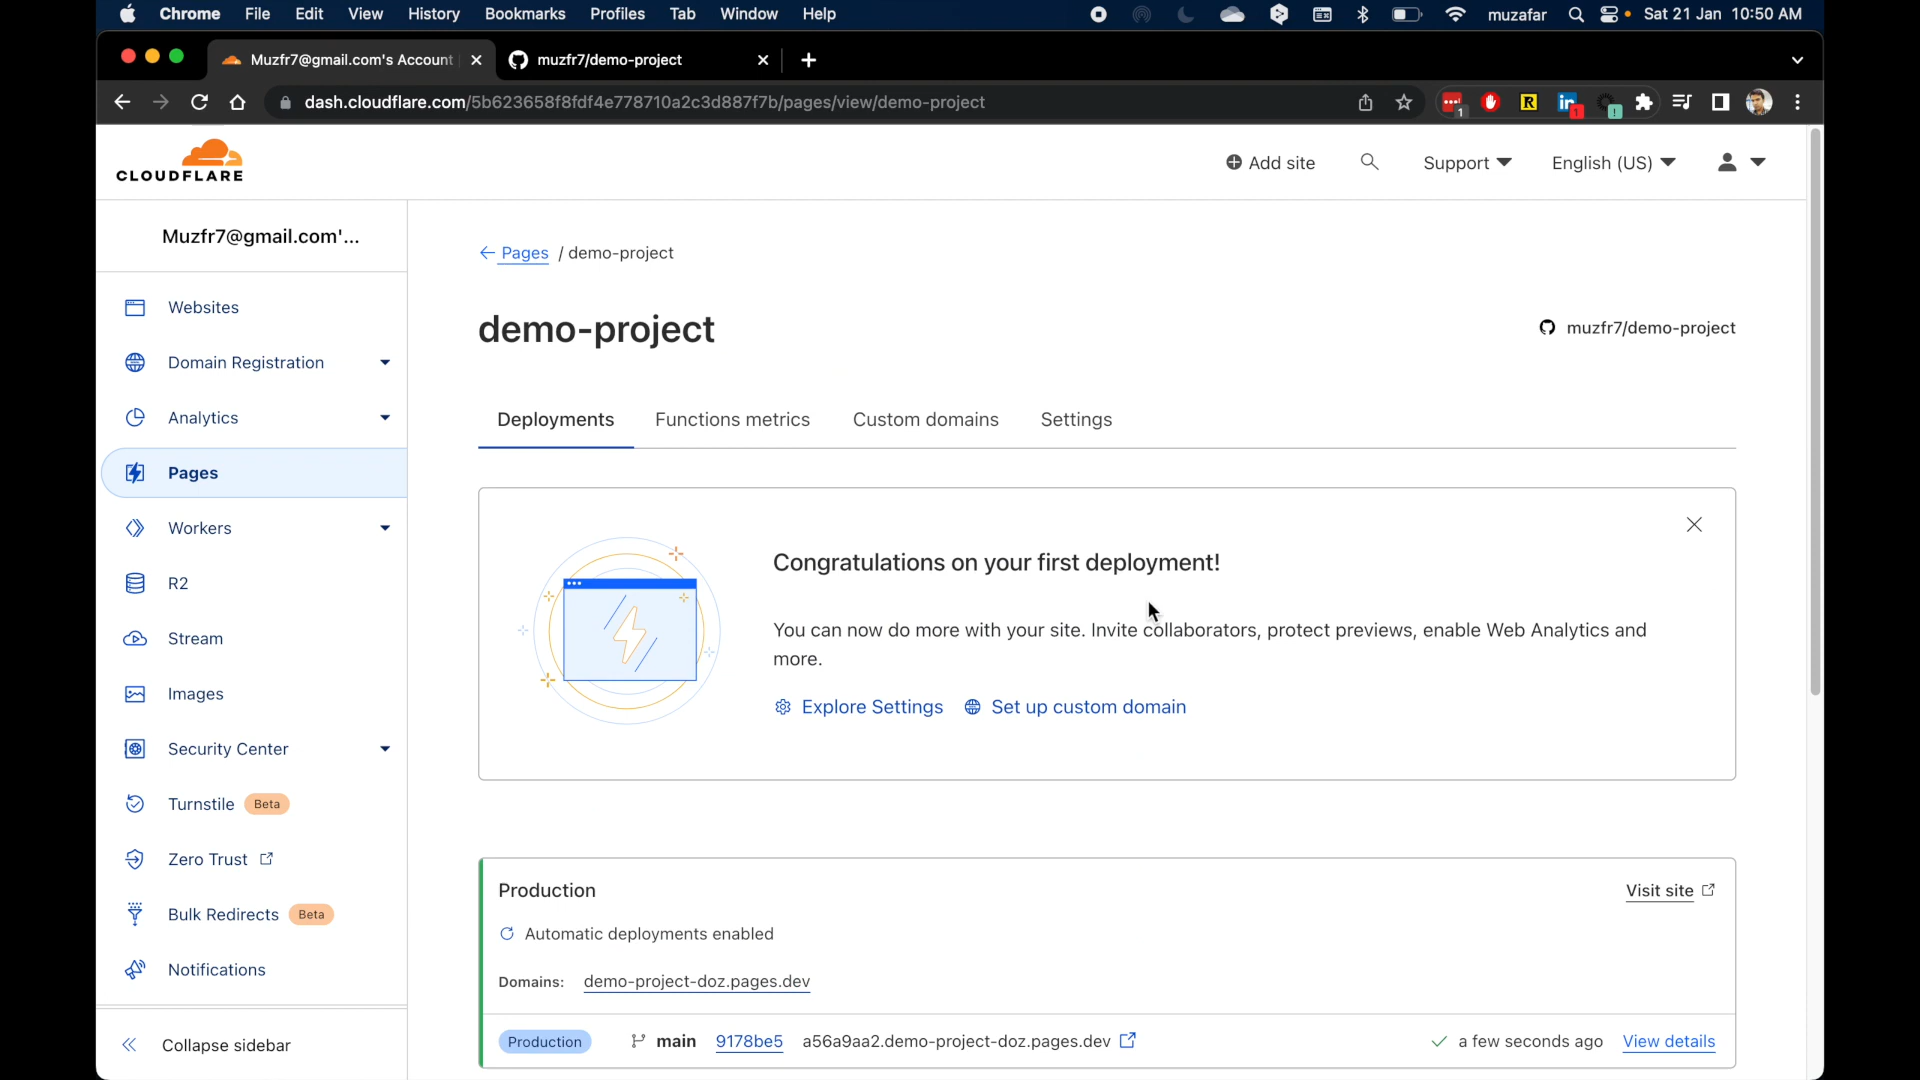 Chrome File Edit View History Bookmarks Profiles Tab Window Help muzafar Sat 21 Jan 10:50 AM
Muzfr7@gmail.com's Account muzfr7/demo-project
dash.cloudflare.com/5b623658f8fdf4e778710a2c3d887f7b/pages/view/demo-project
1 R in 1 !
CLOUDFLARE
Add site Support English (US)
Muzfr7@gmail.com'...
Websites
Domain Registration
Analytics
Pages
Workers
R2
Stream
Images
Security Center
Turnstile Beta
Zero Trust
Bulk Redirects Beta
Notifications
Collapse sidebar
← Pages / demo-project
demo-project
muzfr7/demo-project
Deployments Functions metrics Custom domains Settings
Congratulations on your first deployment!
You can now do more with your site. Invite collaborators, protect previews, enable Web Analytics and
more.
Explore Settings Set up custom domain
Production Visit site
Automatic deployments enabled
Domains: demo-project-doz.pages.dev
Production main 9178be5 a56a9aa2.demo-project-doz.pages.dev a few seconds ago View details